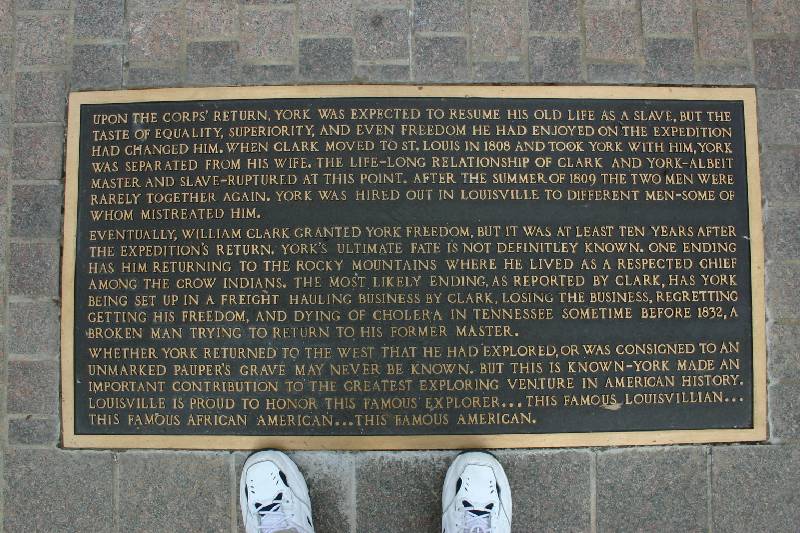 UPON THE CORPS' RETURN, YORK WAS EXPECTED TO RESUME HIS OLD LIFE AS A SLAVE, BUT THE
TASTE OF EQUALITY, SUPERIORITY, AND EVEN FREEDOM HE HAD ENJOYED ON THE EXPEDITION
HAD CHANGED HIM. WHEN CLARK MOVED TO ST. LOUIS IN 1808 AND TOOK YORK WITH HIM, YORK
WAS SEPARATED FROM HIS WIFE. THE LIFE-LONG RELATIONSHIP OF CLARK AND YORK-ALBEIT
MASTER AND SLAVE-RUPTURED AT THIS POINT. AFTER THE SUMMER OF 1809 THE TWO MEN WERE
RARELY TOGETHER AGAIN. YORK WAS HIRED OUT IN LOUISVILLE TO DIFFERENT MEN-SOME OF
WHOM MISTREATED HIM.
EVENTUALLY, WILLIAM CLARK GRANTED YORK FREEDOM, BUT IT WAS AT LEAST TEN YEARS AFTER
THE EXPEDITION'S RETURN. YORK'S ULTIMATE FATE IS NOT DEFINITLEY KNOWN. ONE ENDING
HAS HIM RETURNING TO THE ROCKY MOUNTAINS WHERE HE LIVED AS A RESPECTED CHIEF
AMONG THE CROW INDIANS. THE MOST LIKELY ENDING, AS REPORTED BY CLARK, HAS YORK
BEING SET UP IN A FREIGHT HAULING BUSINESS BY CLARK, LOSING THE BUSINESS, REGRETTING
GETTING HIS FREEDOM, AND DYING OF CHOLERA IN TENNESSEE SOMETIME BEFORE 1832, A
BROKEN MAN TRYING TO RETURN TO HIS FORMER MASTER.
WHETHER YORK RETURNED TO THE WEST THAT HE HAD EXPLORED, OR WAS CONSIGNED TO AN
UNMARKED PAUPER'S GRAVE MAY NEVER BE KNOWN. BUT THIS IS KNOWN-YORK MADE AN
IMPORTANT CONTRIBUTION TO THE GREATEST EXPLORING VENTURE IN AMERICAN HISTORY.
LOUISVILLE IS PROUD TO HONOR THIS FAMOUS EXPLORER... THIS FAMOUS LOUISVILLIAN...
THIS FAMOUS AFRICAN AMERICAN... THIS FAMOUS AMERICAN.